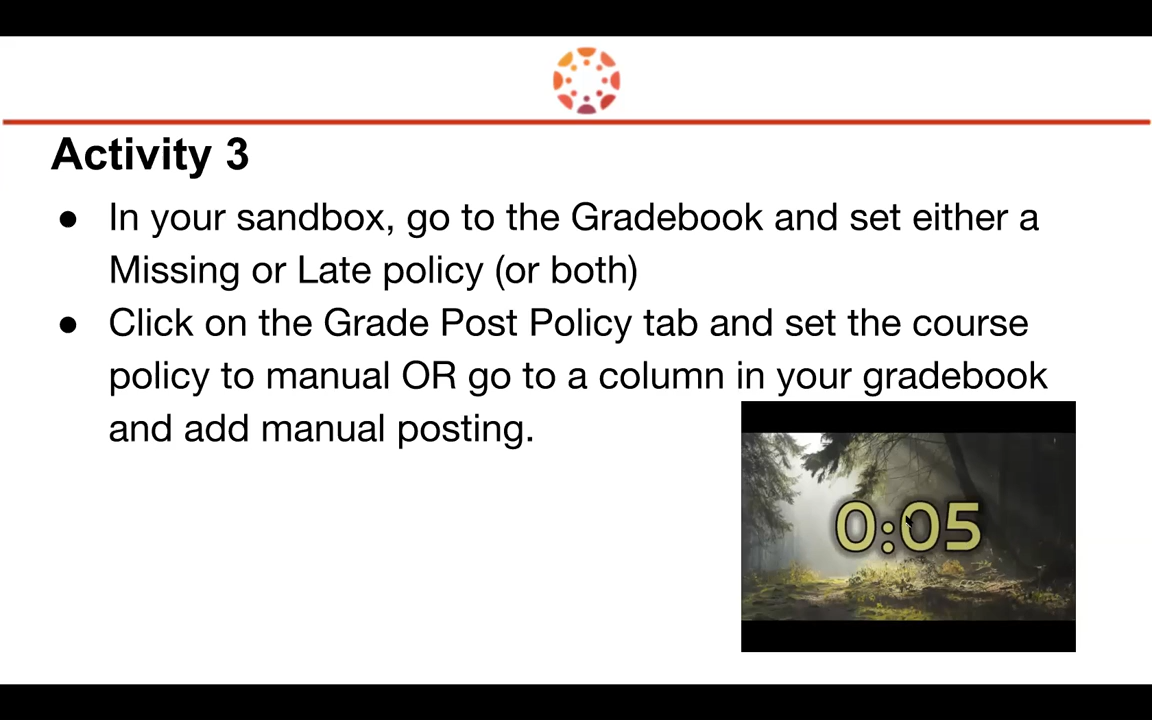 Activity 3
● In your sandbox, go to the Gradebook and set either a
Missing or Late policy (or both)
● Click on the Grade Post Policy tab and set the course
policy to manual OR go to a column in your gradebook
and add manual posting.
0:05